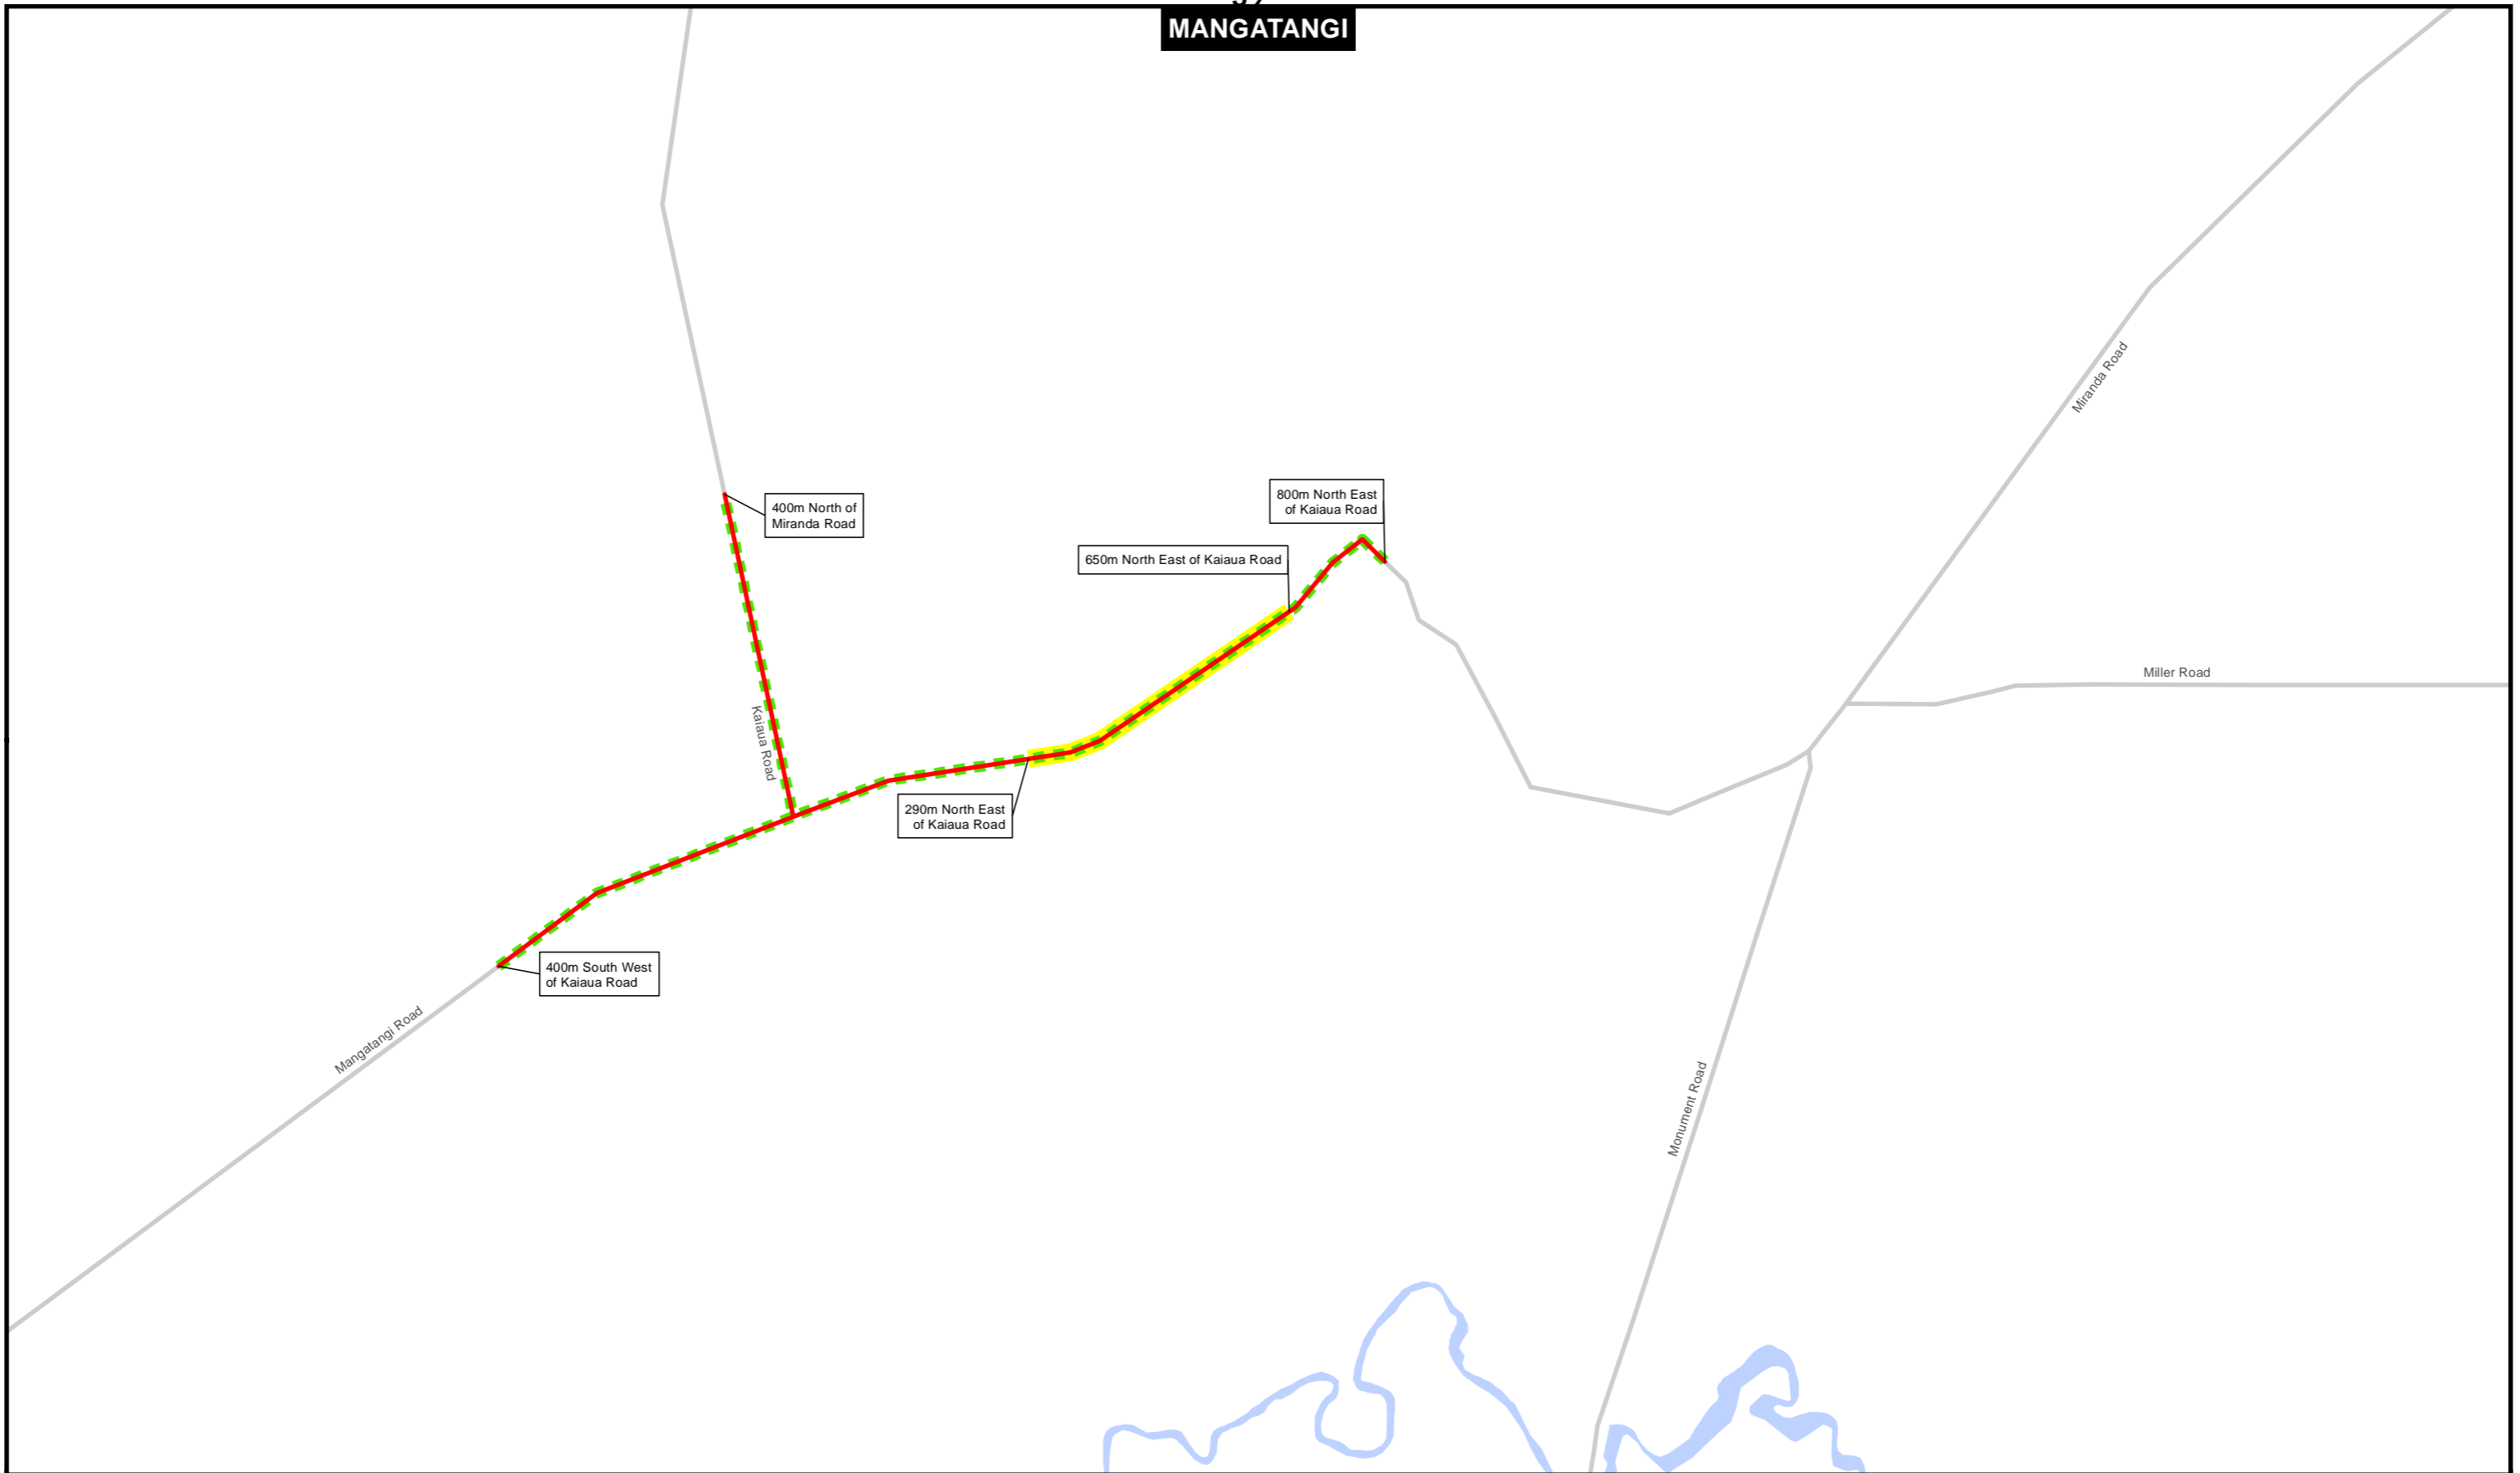 MANGATANGI
Miranda Road
800m North East
of Kaiaua Road
400m North of
Miranda Road
650m North East of Kaiaua Road
Miller Road
Kaiaua Road
290m North East
of Kaiaua Road
400m South West
of Kaiaua Road
Mangatangi Road
Monument Road